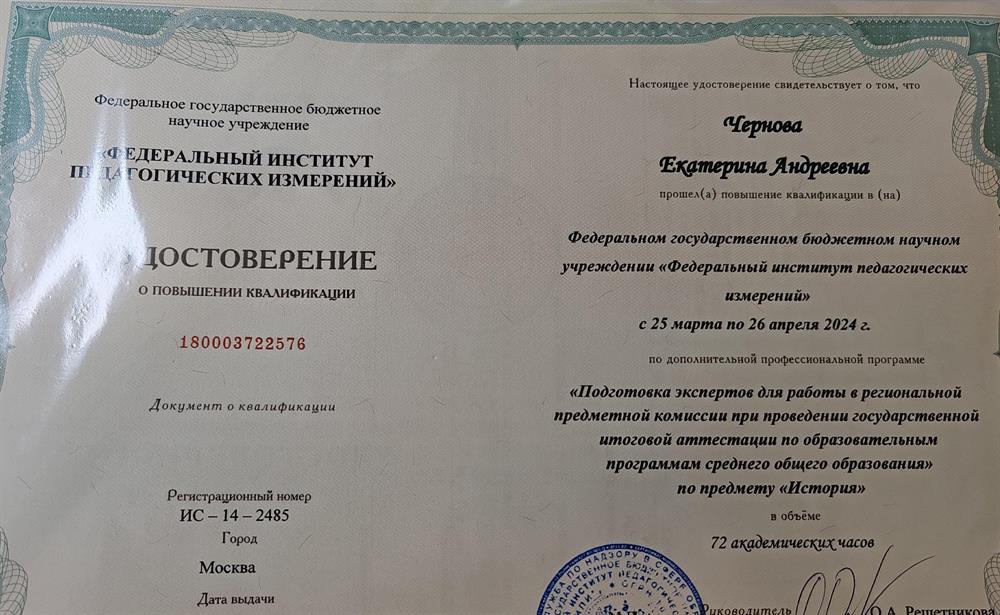 Федеральное государственное бюджетное
научное учреждение
«ФЕДЕРАЛЬНЫЙ ИНСТИТУТ
ПЕДАГОГИЧЕСКИХ ИЗМЕРЕНИЙ»
УДОСТОВЕРЕНИЕ
О ПОВЫШЕНИИ КВАЛИФИКАЦИИ
180003722576
Документ о квалификации
Регистрационный номер
ИС – 14 – 2485
Город
Москва
Дата выдачи
Настоящее удостоверение свидетельствует о том, что
Чернова
Екатерина Андреевна
прошел(а) повышение квалификации в (на)
Федеральном государственном бюджетном научном
учреждении «Федеральный институт педагогических
измерений»
с 25 марта по 26 апреля 2024 г.
по дополнительной профессиональной программе
«Подготовка экспертов для работы в региональной
предметной комиссии при проведении государственной
итоговой аттестации по образовательным
программам среднего общего образования»
по предмету «История»
в объёме
72 академических часов
Руководитель
О.А. Решетникова